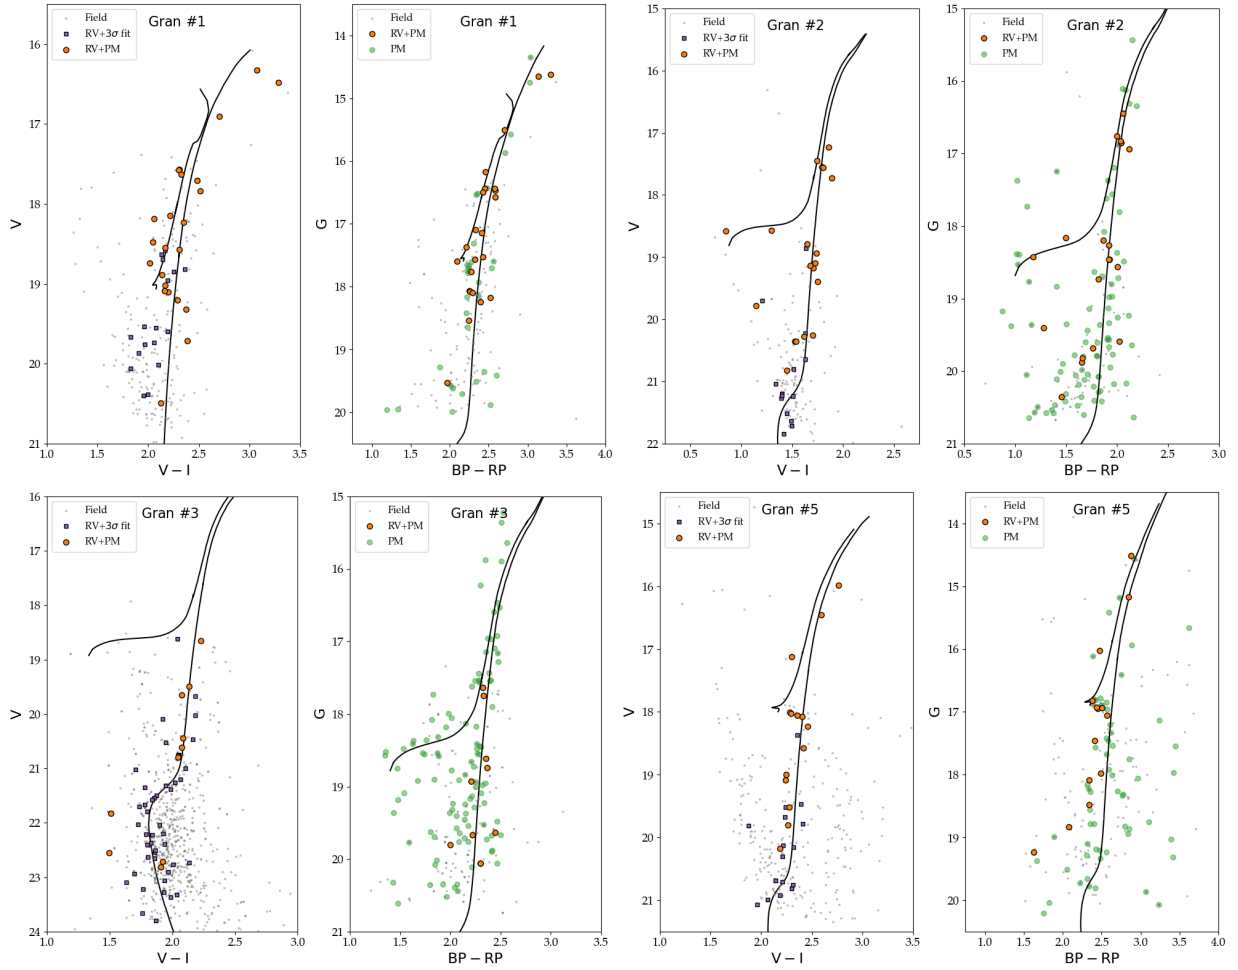 Field
RV+3σ fit
RV+PM
Gran #1
16
17
18
19
20
21
V
1.0 1.5 2.0 2.5 3.0 3.5
V − I
Field
RV+PM
PM
Gran #1
14
15
16
17
18
19
20
G
1.0 1.5 2.0 2.5 3.0 3.5 4.0
BP − RP
Field
RV+3σ fit
RV+PM
Gran #2
15
16
17
18
19
20
21
22
V
0.5 1.0 1.5 2.0 2.5
V − I
Field
RV+PM
PM
Gran #2
15
16
17
18
19
20
21
G
0.5 1.0 1.5 2.0 2.5 3.0
BP − RP
Field
RV+3σ fit
RV+PM
Gran #3
16
17
18
19
20
21
22
23
24
V
1.0 1.5 2.0 2.5 3.0
V − I
Field
RV+PM
PM
Gran #3
15
16
17
18
19
20
21
G
1.0 1.5 2.0 2.5 3.0 3.5
BP − RP
Field
RV+3σ fit
RV+PM
Gran #5
15
16
17
18
19
20
21
V
1.0 1.5 2.0 2.5 3.0 3.5
V − I
Field
RV+PM
PM
Gran #5
14
15
16
17
18
19
20
G
1.0 1.5 2.0 2.5 3.0 3.5 4.0
BP − RP